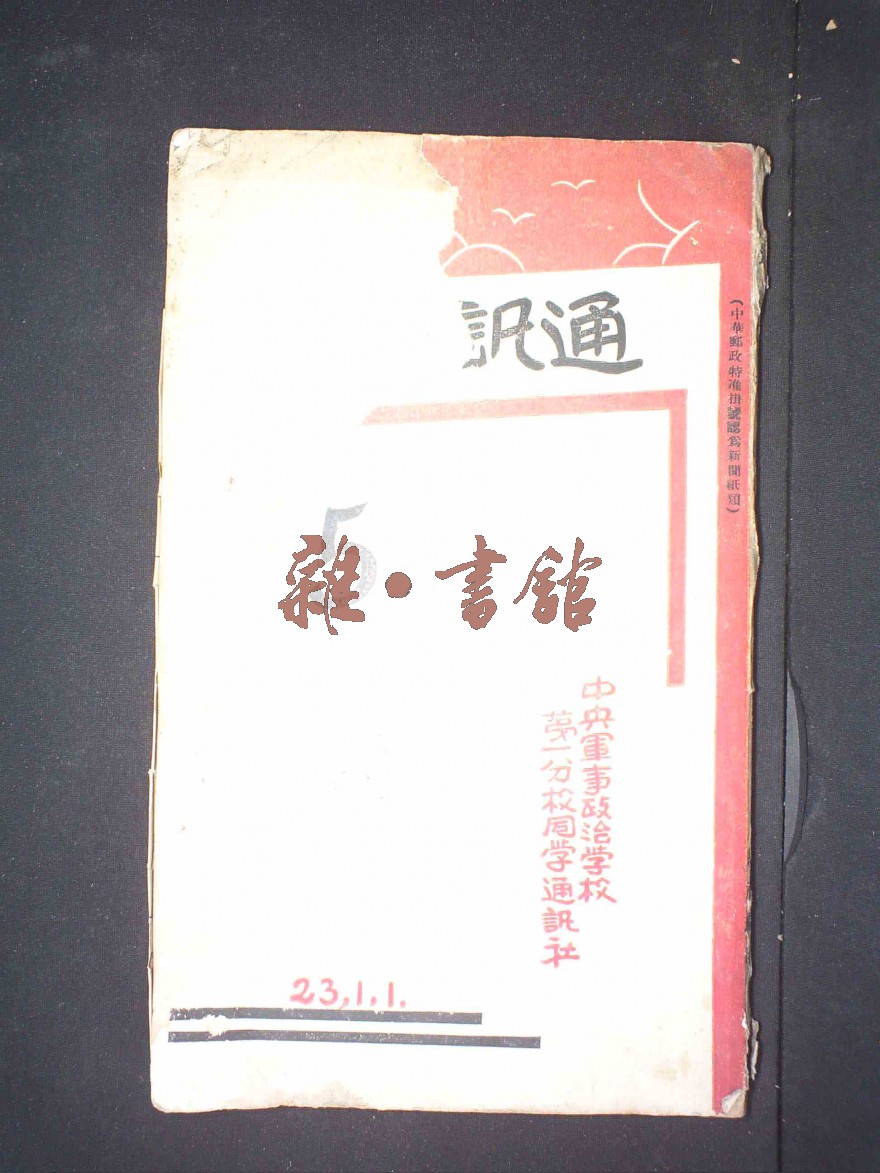 通訊
(中華郵政特准掛號認爲新聞紙類)
5
雜·書館
中央軍事政治学校
第一分校同学通訊社
23,1,1.